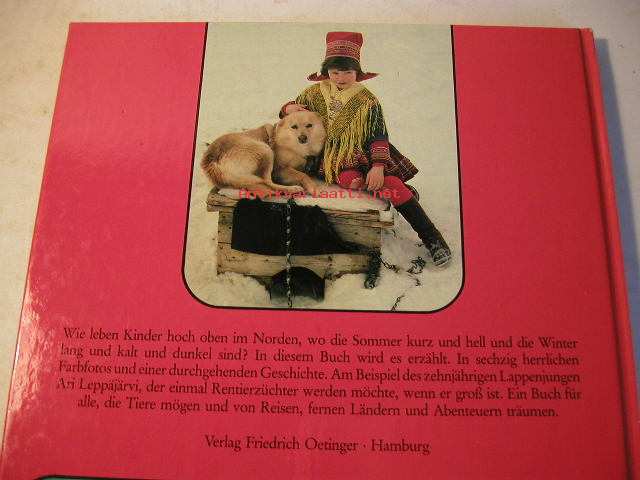 antikvariaatti.net
Wie leben Kinder hoch oben im Norden, wo die Sommer kurz und hell und die Winter
lang und kalt und dunkel sind? In diesem Buch wird es erzählt. In sechzig herrlichen
Farbfotos und einer durchgehenden Geschichte. Am Beispiel des zehnjährigen Lappenjungen
Ari Leppäjärvi, der einmal Rentierzüchter werden möchte, wenn er groß ist. Ein Buch für
alle, die Tiere mögen und von Reisen, fernen Ländern und Abenteuern träumen.
Verlag Friedrich Oetinger · Hamburg